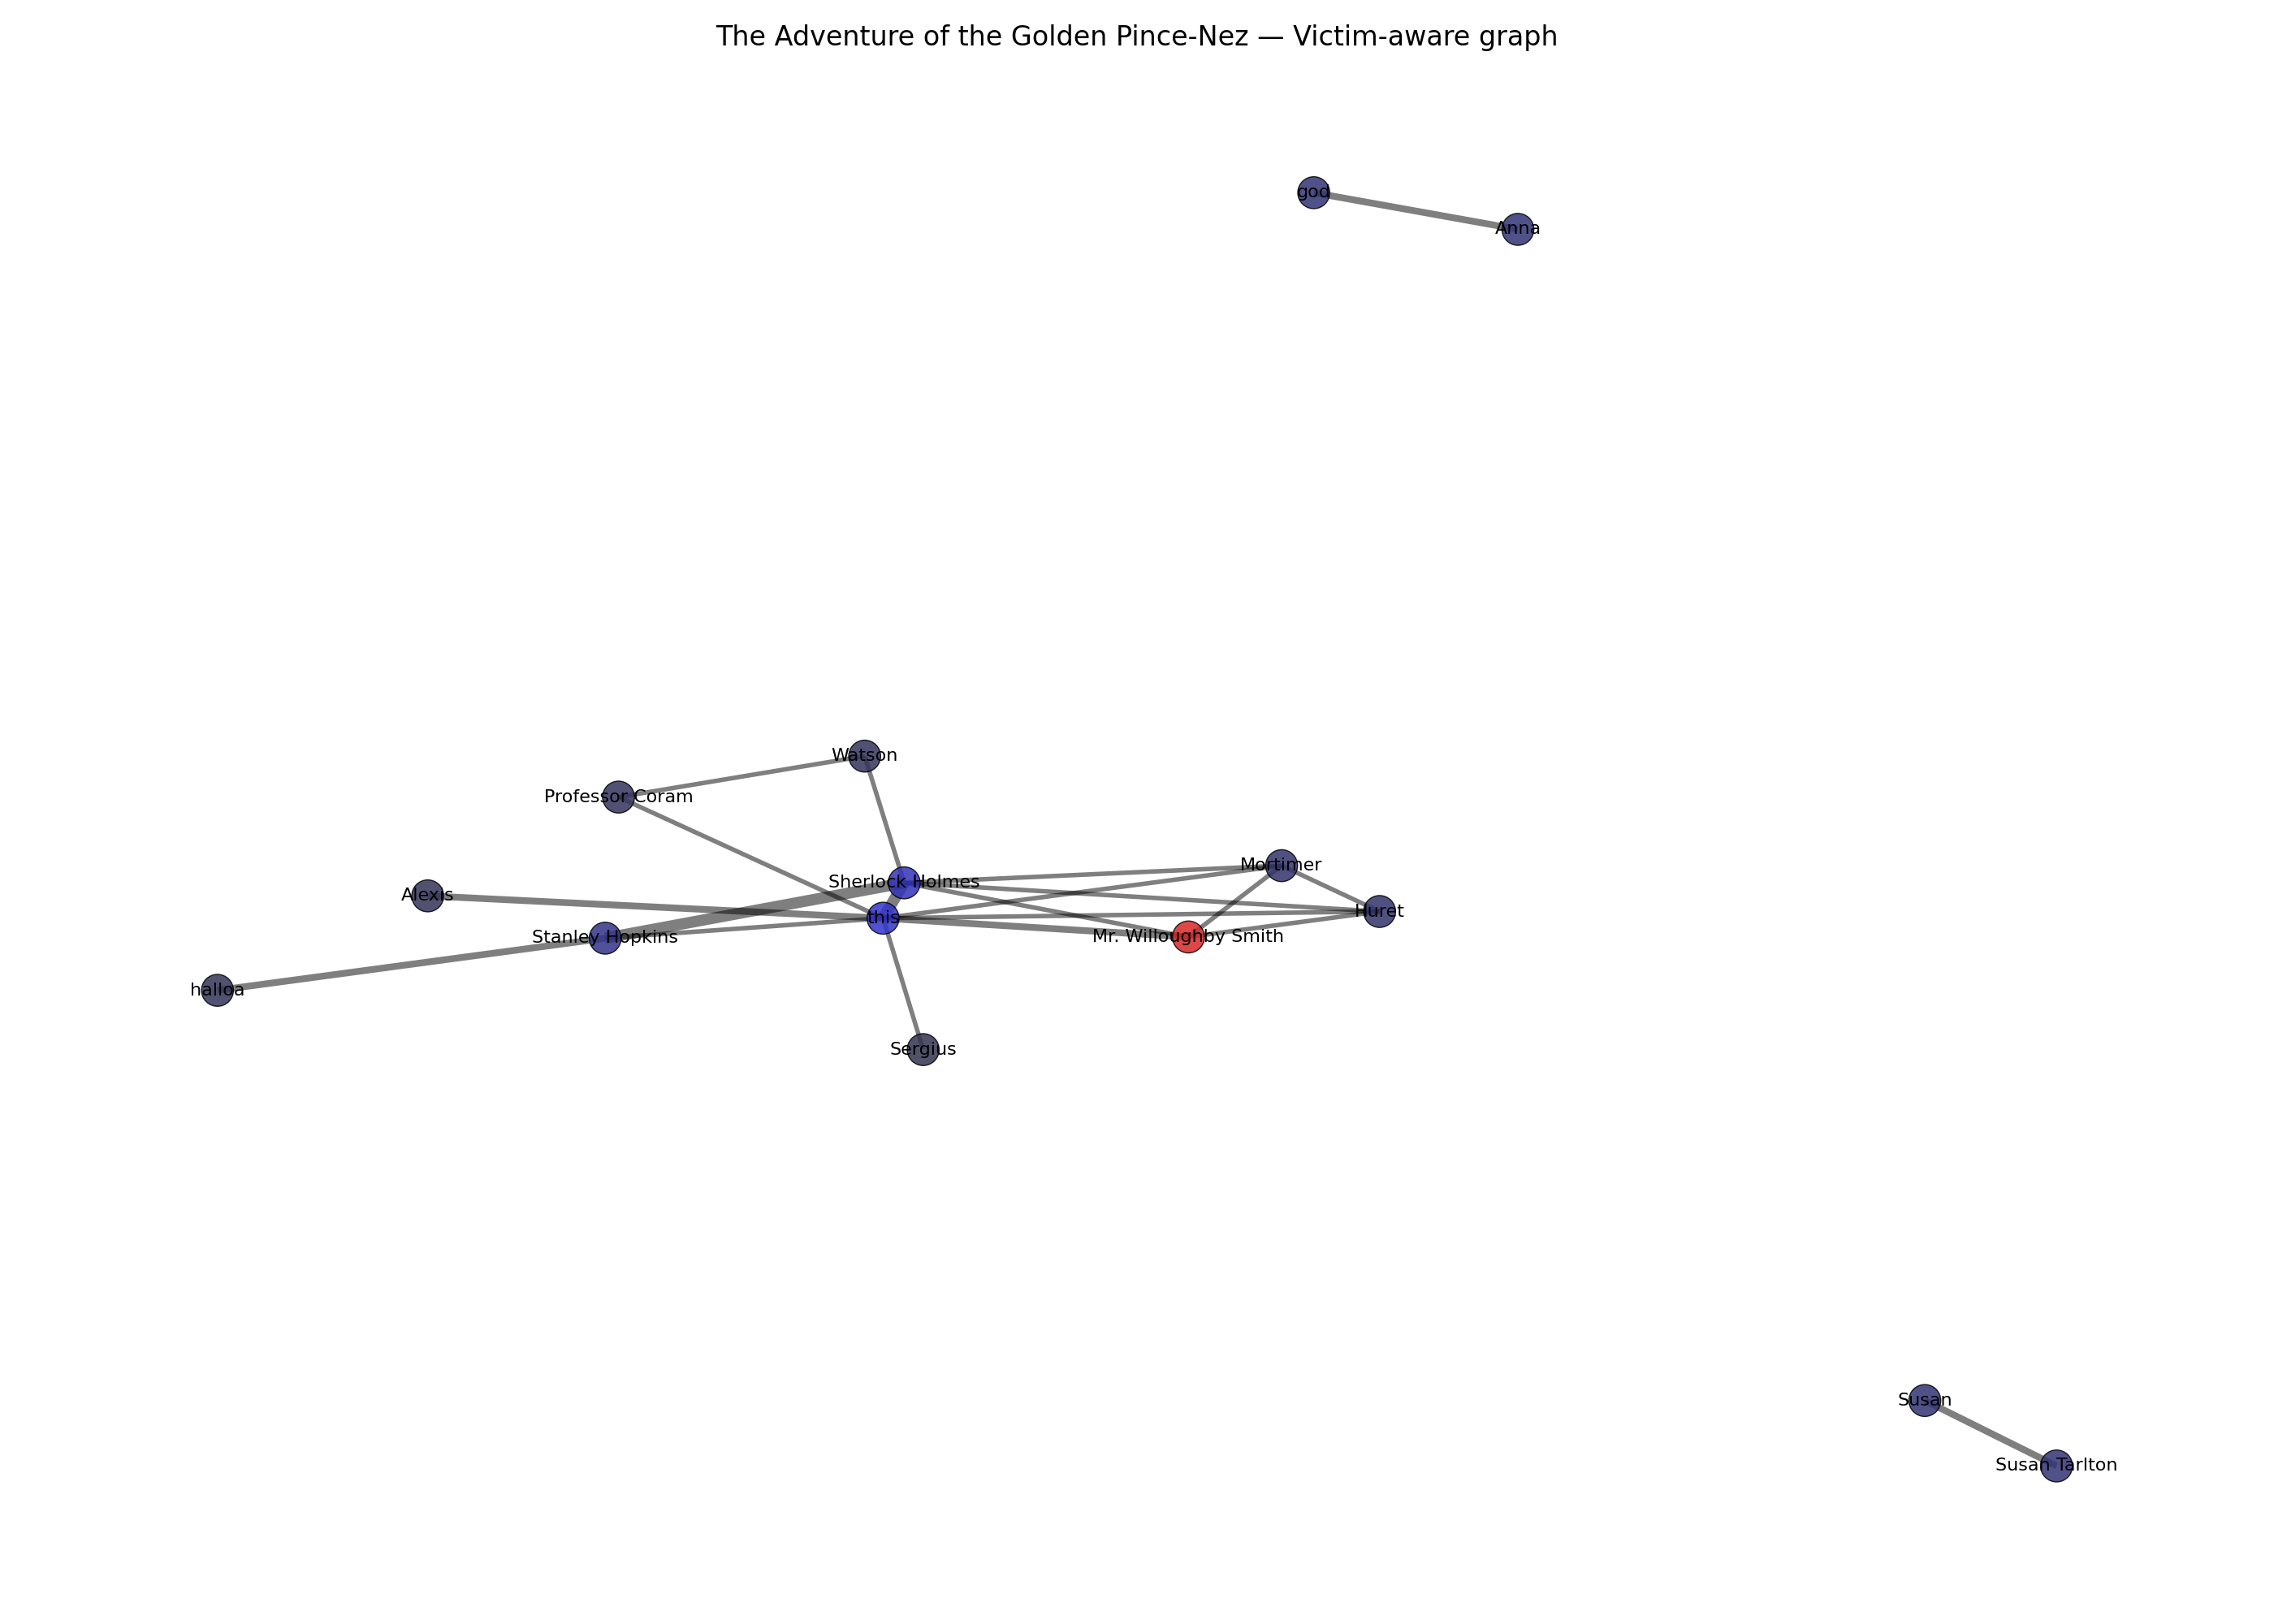 The Adventure of the Golden Pince-Nez — Victim-aware graph
god
Anna
Watson
Professor Coram
Mortimer
Sherlock Holmes
Alexis
Huret
this
Stanley Hopkins
Mr. Willoughby Smith
halloa
Sergius
Susan
Susan Tarlton